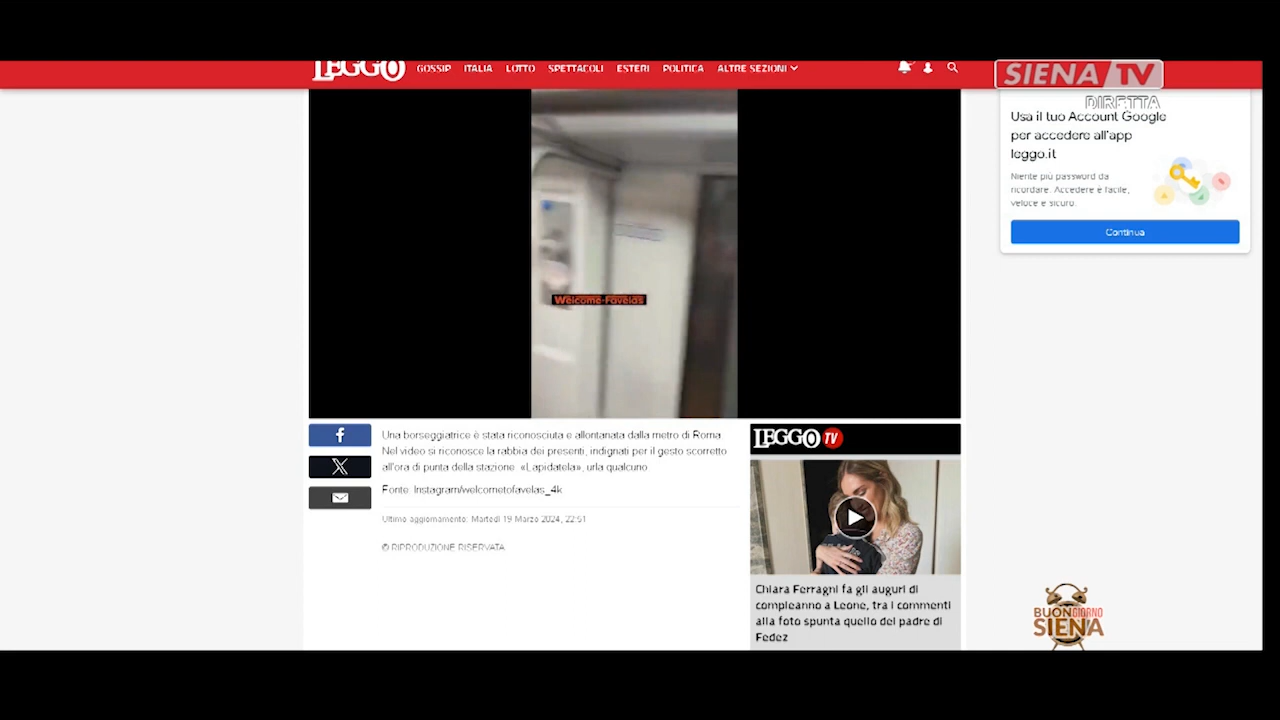 LEGGO GOSSIP ITALIA LOTTO SPETTACOLI ESTERI POLITICA ALTRE SEZIONI
SIENA TV
DIRETTA
Usa il tuo Account Google
per accedere all'app
leggo.it
Niente più password da
ricordare. Accedere è facile,
veloce e sicuro.
Continua
Welcome-Favelas
Una borseggiatrice è stata riconosciuta e allontanata dalla metro di Roma
Nel video si riconosce la rabbia dei presenti, indignati per il gesto scorretto
all'ora di punta della stazione «Lapidatela», urla qualcuno
Fonte: Instagram/welcometofavelas_4k
Ultimo aggiornamento: Martedì 19 Marzo 2024, 22:51
© RIPRODUZIONE RISERVATA
LEGGO TV
Chiara Ferragni fa gli auguri di
compleanno a Leone, tra i commenti
alla foto spunta quello del padre di
Fedez
BUONGIORNO
SIENA